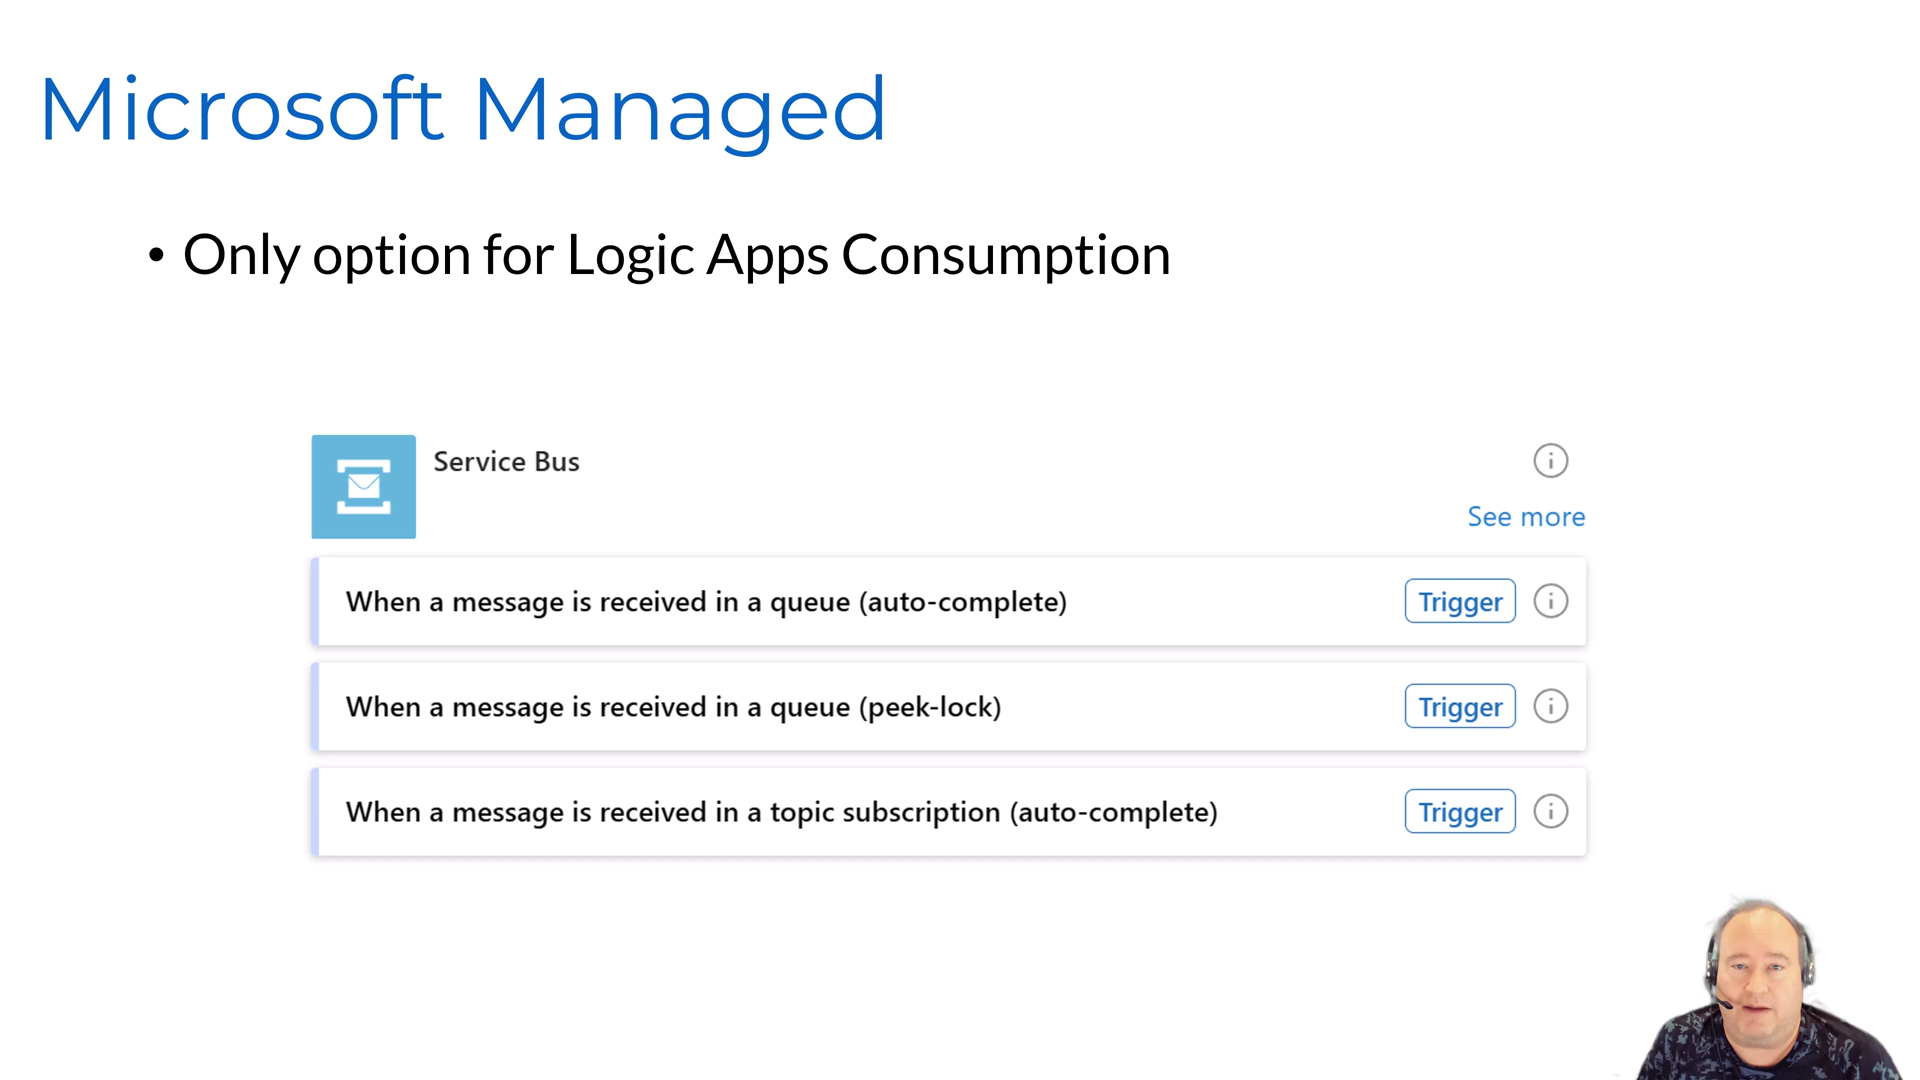 Microsoft Managed
• Only option for Logic Apps Consumption
Service Bus
See more
When a message is received in a queue (auto-complete) Trigger
When a message is received in a queue (peek-lock) Trigger
When a message is received in a topic subscription (auto-complete) Trigger